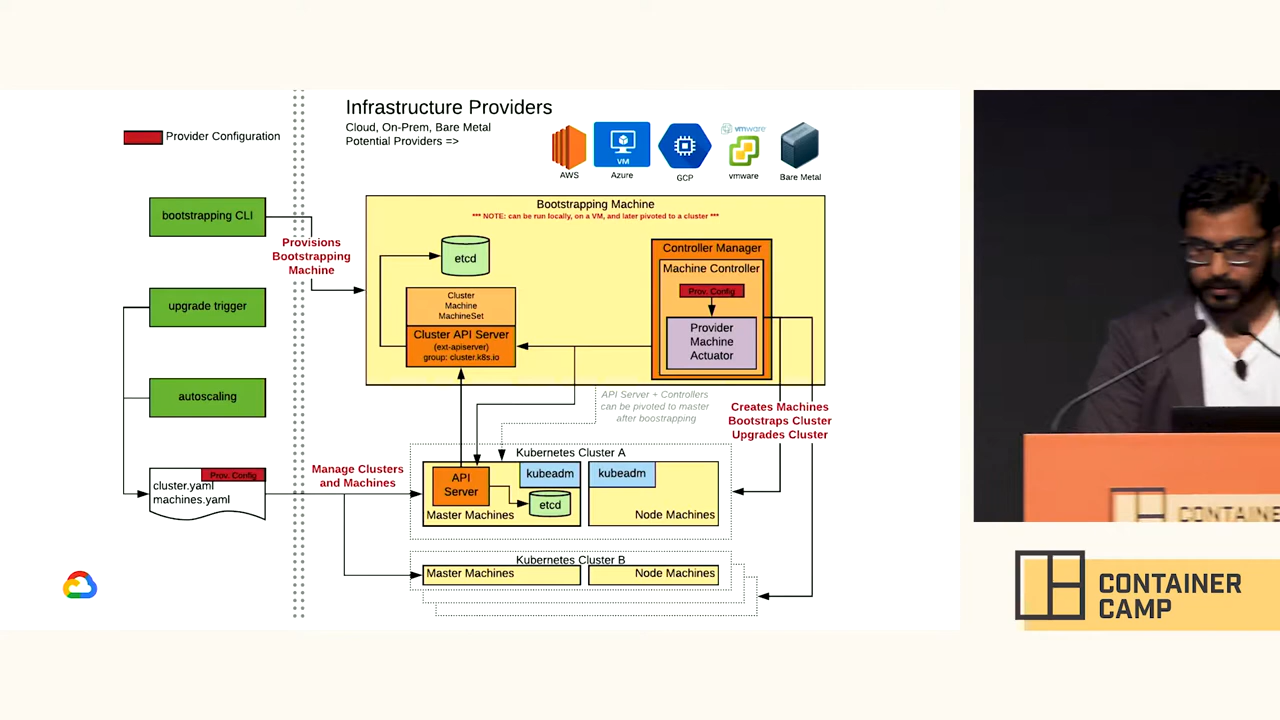 Infrastructure Providers
Cloud, On-Prem, Bare Metal
Potential Providers =>
vmware
VM
AWS
Azure
GCP
vmware
Bare Metal
Provider Configuration
bootstrapping CLI
upgrade trigger
autoscaling
Prov. Config
cluster.yaml
machines.yaml
Provisions
Bootstrapping
Machine
Manage Clusters
and Machines
Bootstrapping Machine
*** NOTE: can be run locally, on a VM, and later pivoted to a cluster ***
etcd
Cluster
Machine
MachineSet
Cluster API Server
(ext-apiserver)
group: cluster.k8s.io
Controller Manager
Machine Controller
Prov. Config
Provider
Machine
Actuator
API Server + Controllers
can be pivoted to master
after boostrapping
Creates Machines
Bootstraps Cluster
Upgrades Cluster
Kubernetes Cluster A
API
Server
kubeadm
etcd
Master Machines
kubeadm
Node Machines
Kubernetes Cluster B
Master Machines
Node Machines
CONTAINER
CONTAINER
CAMP